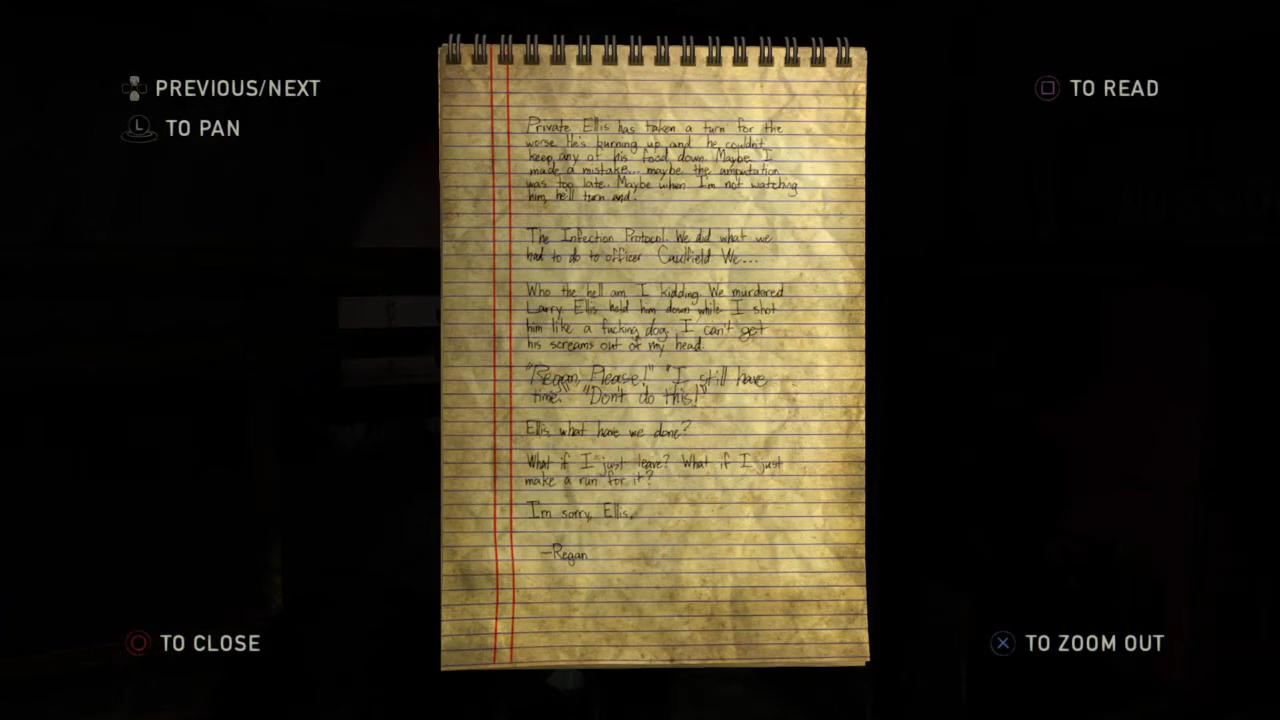 PREVIOUS/NEXT
L TO PAN
TO READ
Private Ellis has taken a turn for the
worse. He's burning up and he couldn't
keep any of his food down. Maybe I
made a mistake... maybe the amputation
was too late. Maybe when I'm not watching
him, he'll turn and.
The Infection Protocol. We did what we
had to do to officer Caulfield. We...
Who the hell am I kidding. We murdered
Larry. Ellis held him down while I shot
him like a fucking dog. I can't get
his screams out of my head.
"Regan, Please!" "I still have
time." "Don't do this!"
Ellis, what have we done?
What if I just leave? What if I just
make a run for it?
I'm sorry, Ellis.
-Regan
TO CLOSE
TO ZOOM OUT